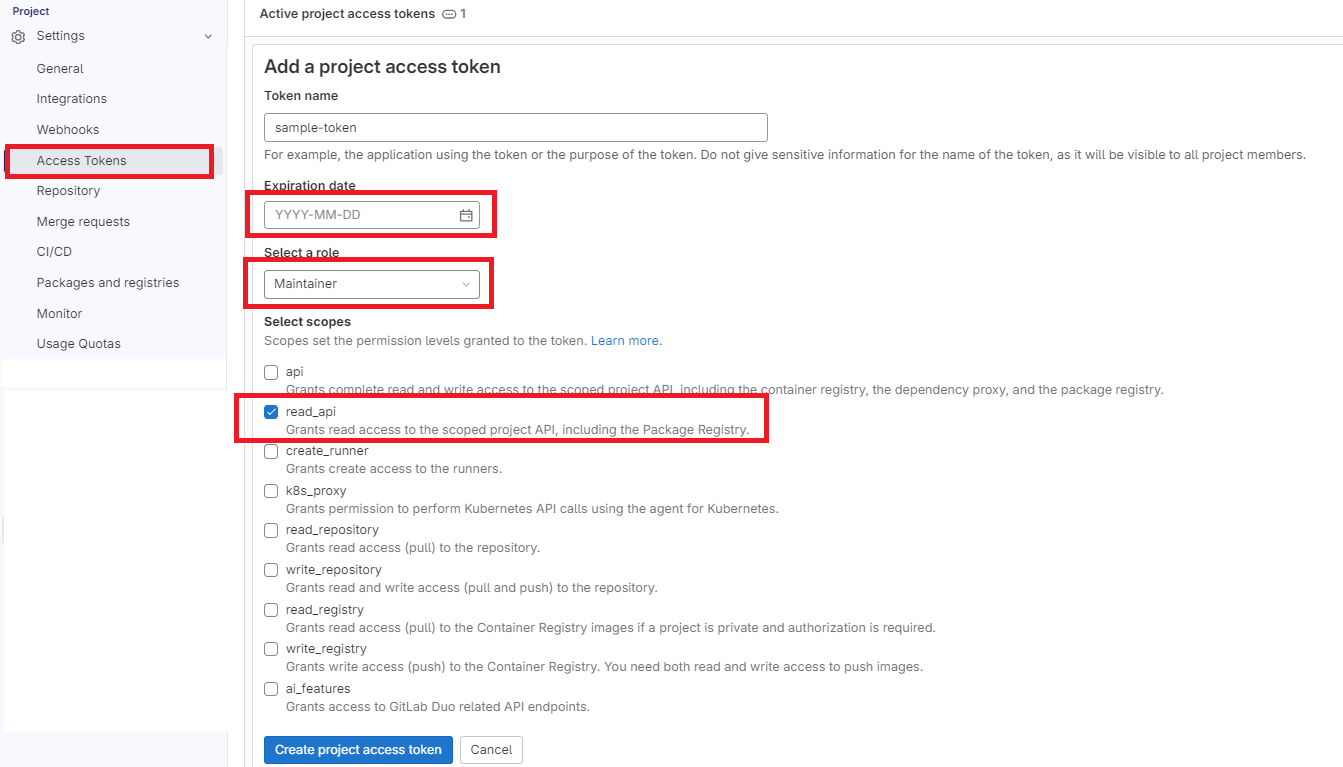 Project
Settings
General
Integrations
Webhooks
Access Tokens
Repository
Merge requests
CI/CD
Packages and registries
Monitor
Usage Quotas
Active project access tokens 1
Add a project access token
Token name
sample-token
For example, the application using the token or the purpose of the token. Do not give sensitive information for the name of the token, as it will be visible to all project members.
Expiration date
YYYY-MM-DD
Select a role
Maintainer
Select scopes
Scopes set the permission levels granted to the token. Learn more.
api
Grants complete read and write access to the scoped project API, including the container registry, the dependency proxy, and the package registry.
read_api
Grants read access to the scoped project API, including the Package Registry.
create_runner
Grants create access to the runners.
k8s_proxy
Grants permission to perform Kubernetes API calls using the agent for Kubernetes.
read_repository
Grants read access (pull) to the repository.
write_repository
Grants read and write access (pull and push) to the repository.
read_registry
Grants read access (pull) to the Container Registry images if a project is private and authorization is required.
write_registry
Grants write access (push) to the Container Registry. You need both read and write access to push images.
ai_features
Grants access to GitLab Duo related API endpoints.
Create project access token
Cancel